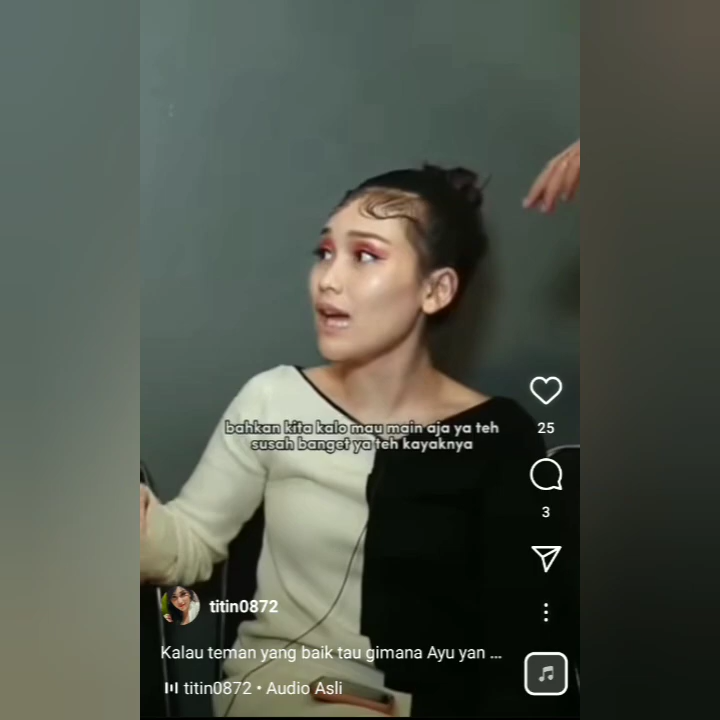 bahkan kita kalo mau main aja ya teh
susah banget ya teh kayaknya
25
3
titin0872
Kalau teman yang baik tau gimana Ayu yan ...
titin0872 • Audio Asli